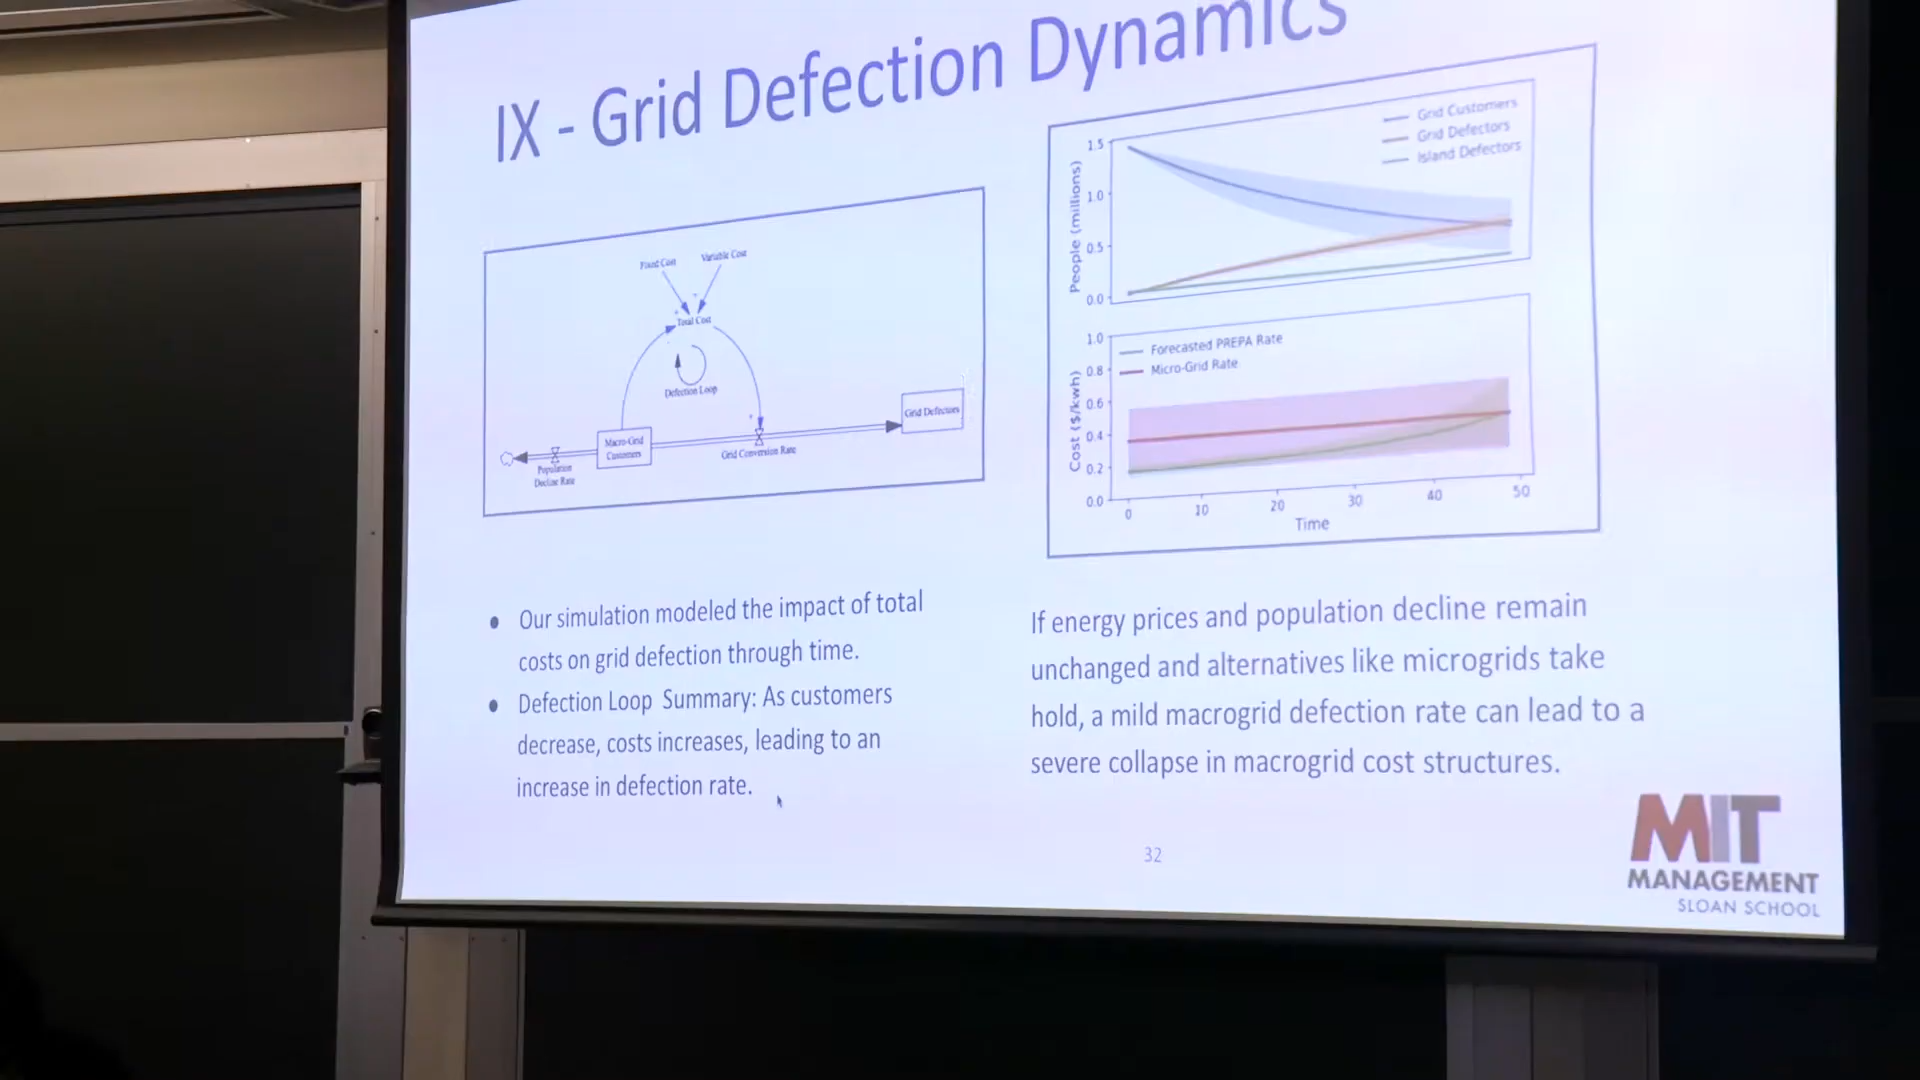 IX - Grid Defection Dynamics
Fixed Cost
Variable Cost
Total Cost
Defection Loop
Macro-Grid
Customers
Population
Decline Rate
Grid Conversion Rate
Grid Defectors
Grid Customers
Grid Defectors
Island Defectors
People (millions)
1.5
1.0
0.5
0.0
Forecasted PREPA Rate
Micro-Grid Rate
Cost ($/kwh)
1.0
0.8
0.6
0.4
0.2
0.0
0
10
20
30
40
50
Time
• Our simulation modeled the impact of total
costs on grid defection through time.
• Defection Loop Summary: As customers
decrease, costs increases, leading to an
increase in defection rate.
If energy prices and population decline remain
unchanged and alternatives like microgrids take
hold, a mild macrogrid defection rate can lead to a
severe collapse in macrogrid cost structures.
32
MIT
MANAGEMENT
SLOAN SCHOOL